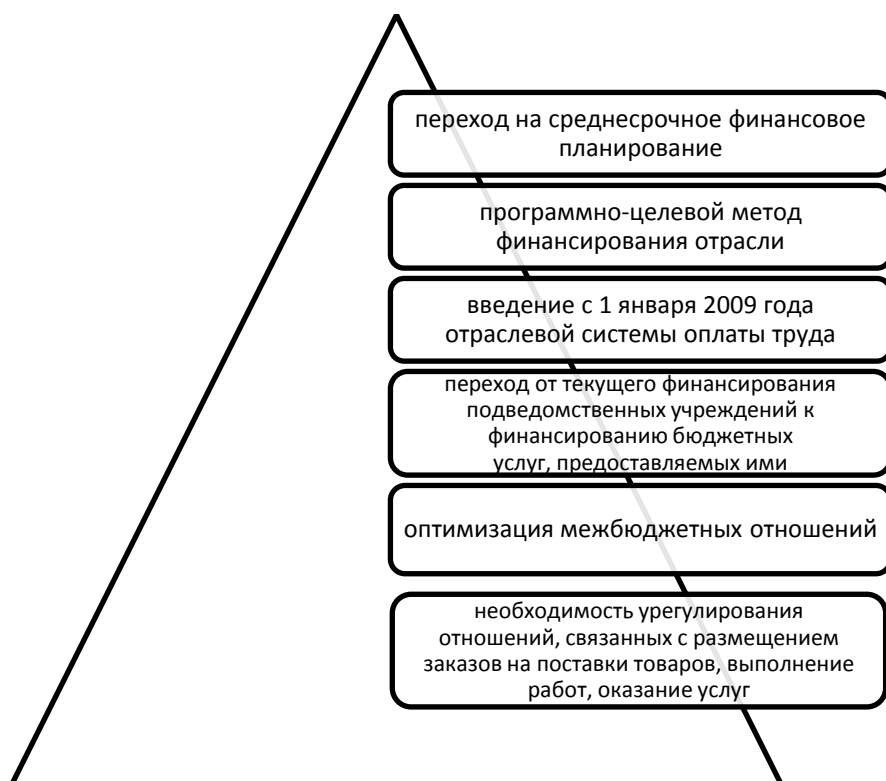 переход на среднесрочное финансовое
планирование
программно-целевой метод
финансирования отрасли
введение с 1 января 2009 года
отраслевой системы оплаты труда
переход от текущего финансирования
подведомственных учреждений к
финансированию бюджетных
услуг, предоставляемых ими
оптимизация межбюджетных отношений
необходимость урегулирования
отношений, связанных с размещением
заказов на поставки товаров, выполнение
работ, оказание услуг